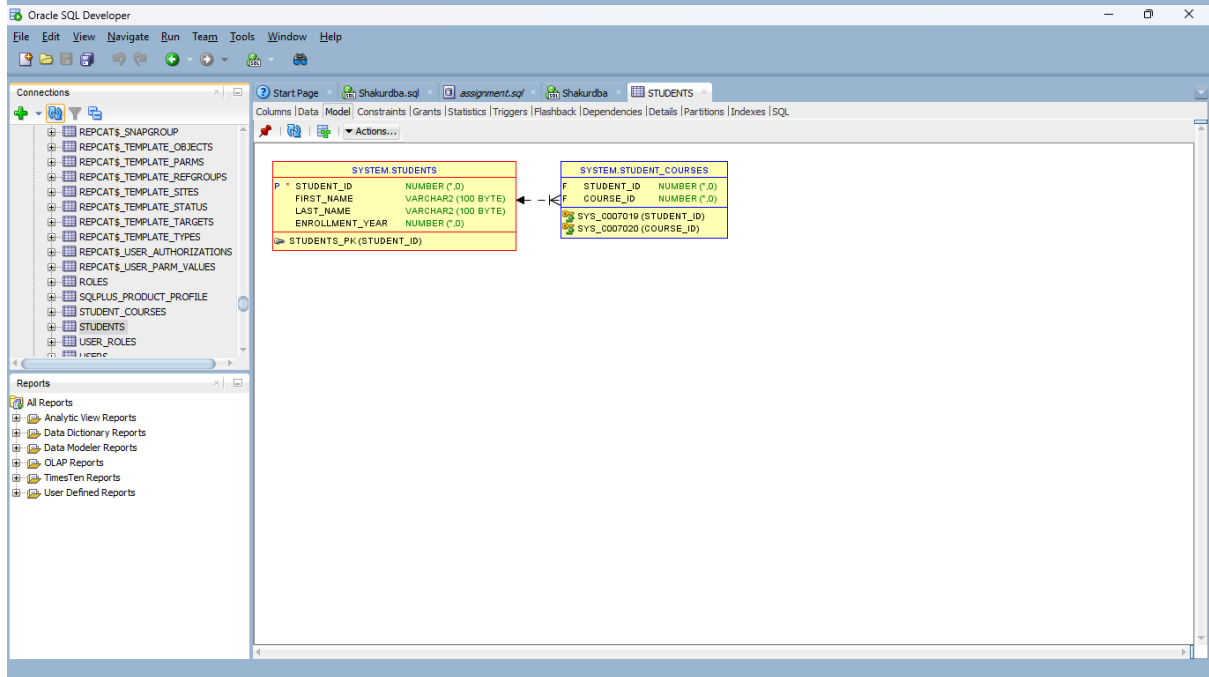 Oracle SQL Developer
File Edit View Navigate Run Team Tools Window Help
Connections
REPCAT$_SNAPGROUP
REPCAT$_TEMPLATE_OBJECTS
REPCAT$_TEMPLATE_PARMS
REPCAT$_TEMPLATE_REFGROUPS
REPCAT$_TEMPLATE_SITES
REPCAT$_TEMPLATE_STATUS
REPCAT$_TEMPLATE_TARGETS
REPCAT$_TEMPLATE_TYPES
REPCAT$_USER_AUTHORIZATIONS
REPCAT$_USER_PARM_VALUES
ROLES
SQLPLUS_PRODUCT_PROFILE
STUDENT_COURSES
STUDENTS
USER_ROLES
USERS
Reports
All Reports
Analytic View Reports
Data Dictionary Reports
Data Modeler Reports
OLAP Reports
TimesTen Reports
User Defined Reports
Start Page Shakurdba.sql assignment.sql Shakurdba STUDENTS
Columns |Data |Model |Constraints |Grants |Statistics |Triggers |Flashback |Dependencies |Details |Partitions |Indexes |SQL
Actions...
SYSTEM.STUDENTS
P * STUDENT_ID NUMBER (*,0)
FIRST_NAME VARCHAR2 (100 BYTE)
LAST_NAME VARCHAR2 (100 BYTE)
ENROLLMENT_YEAR NUMBER (*,0)
STUDENTS_PK (STUDENT_ID)
SYSTEM.STUDENT_COURSES
F STUDENT_ID NUMBER (*,0)
F COURSE_ID NUMBER (*,0)
SYS_C007019 (STUDENT_ID)
SYS_C007020 (COURSE_ID)